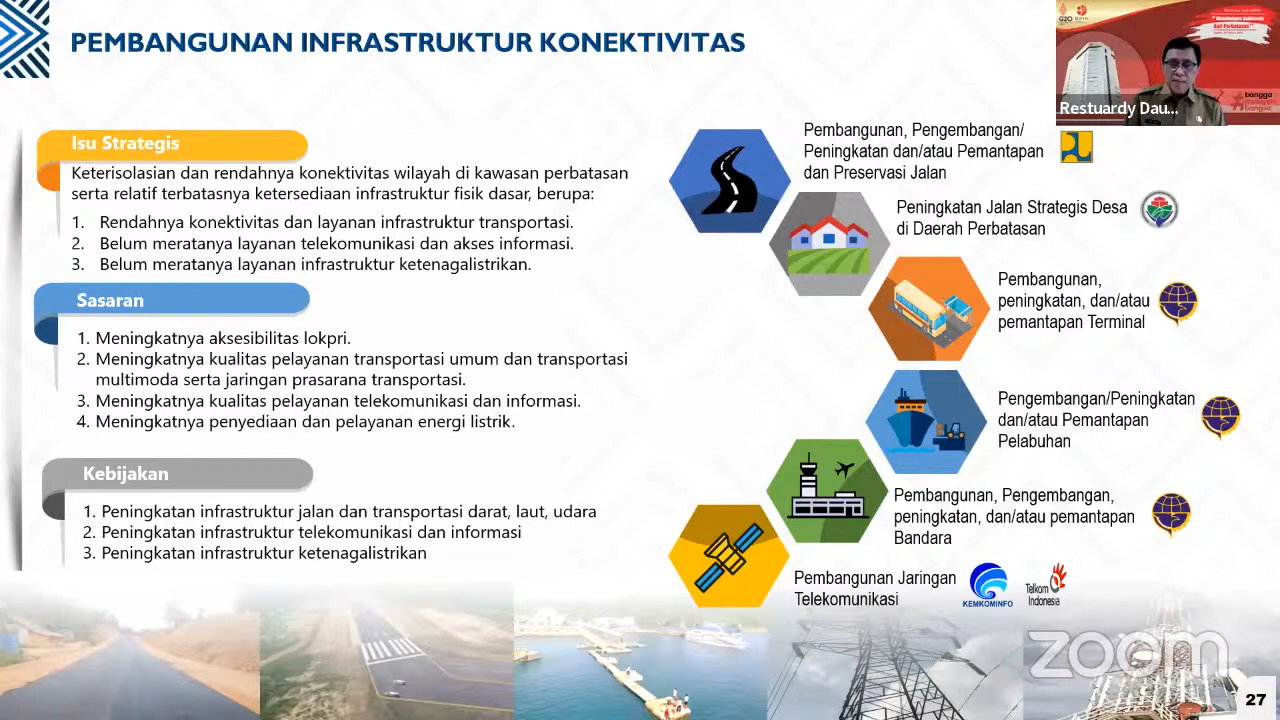 PEMBANGUNAN INFRASTRUKTUR KONEKTIVITAS
G20
Restuardy Dau...
bangga
bangsa
Isu Strategis
Keterisolasian dan rendahnya konektivitas wilayah di kawasan perbatasan
serta relatif terbatasnya ketersediaan infrastruktur fisik dasar, berupa:
1. Rendahnya konektivitas dan layanan infrastruktur transportasi.
2. Belum meratanya layanan telekomunikasi dan akses informasi.
3. Belum meratanya layanan infrastruktur ketenagalistrikan.
Sasaran
1. Meningkatnya aksesibilitas lokpri.
2. Meningkatnya kualitas pelayanan transportasi umum dan transportasi
multimoda serta jaringan prasarana transportasi.
3. Meningkatnya kualitas pelayanan telekomunikasi dan informasi.
4. Meningkatnya penyediaan dan pelayanan energi listrik.
Kebijakan
1. Peningkatan infrastruktur jalan dan transportasi darat, laut, udara
2. Peningkatan infrastruktur telekomunikasi dan informasi
3. Peningkatan infrastruktur ketenagalistrikan
Pembangunan, Pengembangan/
Peningkatan dan/atau Pemantapan
dan Preservasi Jalan
Peningkatan Jalan Strategis Desa
di Daerah Perbatasan
Pembangunan,
peningkatan, dan/atau
pemantapan Terminal
Pengembangan/Peningkatan
dan/atau Pemantapan
Pelabuhan
Pembangunan, Pengembangan,
peningkatan, dan/atau pemantapan
Bandara
Pembangunan Jaringan
Telekomunikasi
KEMKOMINFO
Telkom
Indonesia
zoom
27